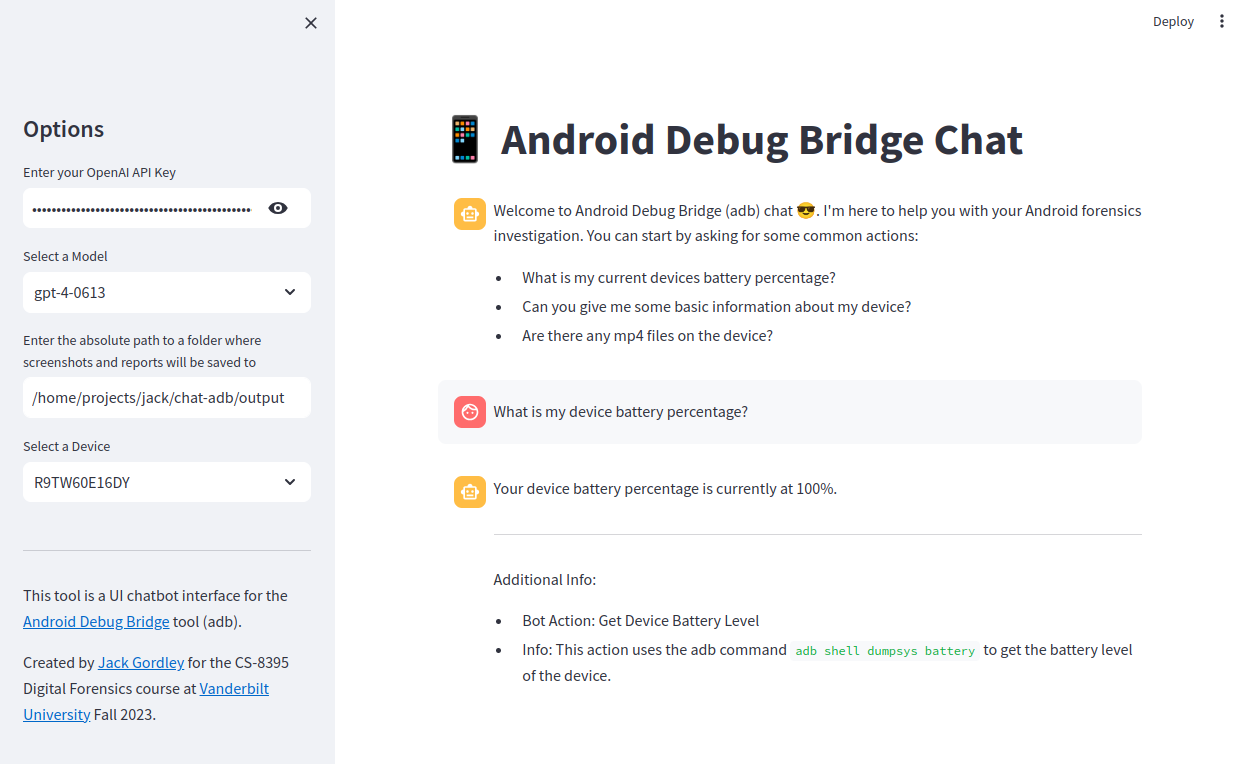 Deploy
Options
Enter your OpenAI API Key
••••••••••••••••••••••••••••••••••••••••••••
Select a Model
gpt-4-0613
Enter the absolute path to a folder where
screenshots and reports will be saved to
/home/projects/jack/chat-adb/output
Select a Device
R9TW60E16DY
This tool is a UI chatbot interface for the
Android Debug Bridge tool (adb).
Created by Jack Gordley for the CS-8395
Digital Forensics course at Vanderbilt
University Fall 2023.
📱 Android Debug Bridge Chat
Welcome to Android Debug Bridge (adb) chat 😎. I'm here to help you with your Android forensics
investigation. You can start by asking for some common actions:
• What is my current devices battery percentage?
• Can you give me some basic information about my device?
• Are there any mp4 files on the device?
What is my device battery percentage?
Your device battery percentage is currently at 100%.
Additional Info:
• Bot Action: Get Device Battery Level
• Info: This action uses the adb command adb shell dumpsys battery to get the battery level
of the device.